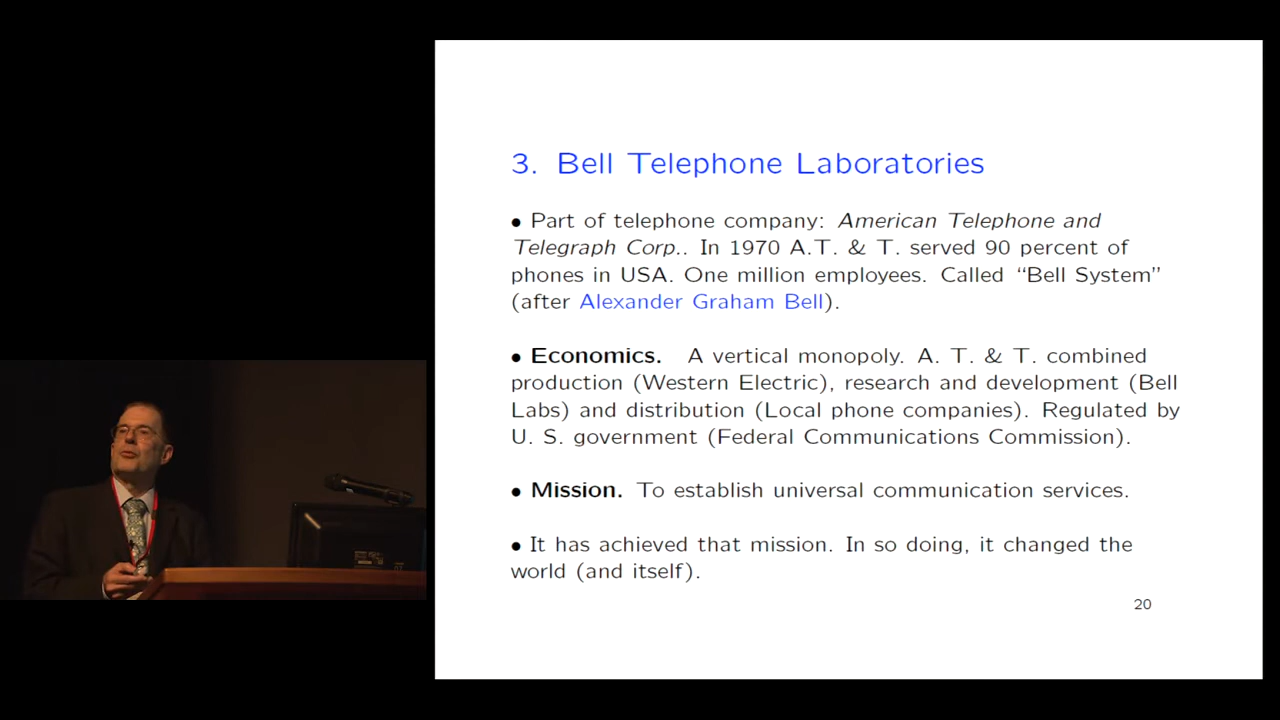 3. Bell Telephone Laboratories
• Part of telephone company: American Telephone and
Telegraph Corp.. In 1970 A.T. & T. served 90 percent of
phones in USA. One million employees. Called “Bell System”
(after Alexander Graham Bell).
• Economics. A vertical monopoly. A. T. & T. combined
production (Western Electric), research and development (Bell
Labs) and distribution (Local phone companies). Regulated by
U. S. government (Federal Communications Commission).
• Mission. To establish universal communication services.
• It has achieved that mission. In so doing, it changed the
world (and itself).
20